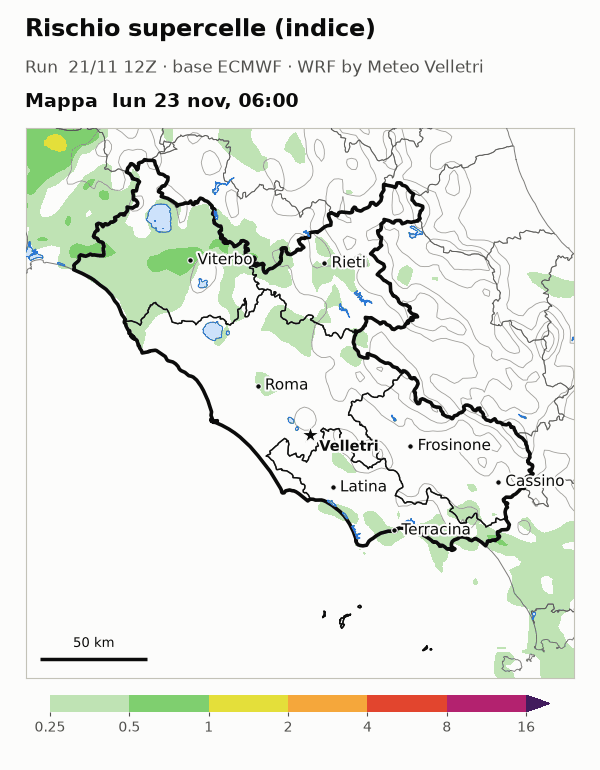 Rischio supercelle (indice)
Run  21/11 12Z · base ECMWF · WRF by Meteo Velletri
Mappa  lun 23 nov, 06:00
Viterbo
Rieti
Roma
Velletri
Frosinone
Cassino
Latina
Terracina
50 km
0.25 0.5 1 2 4 8 16